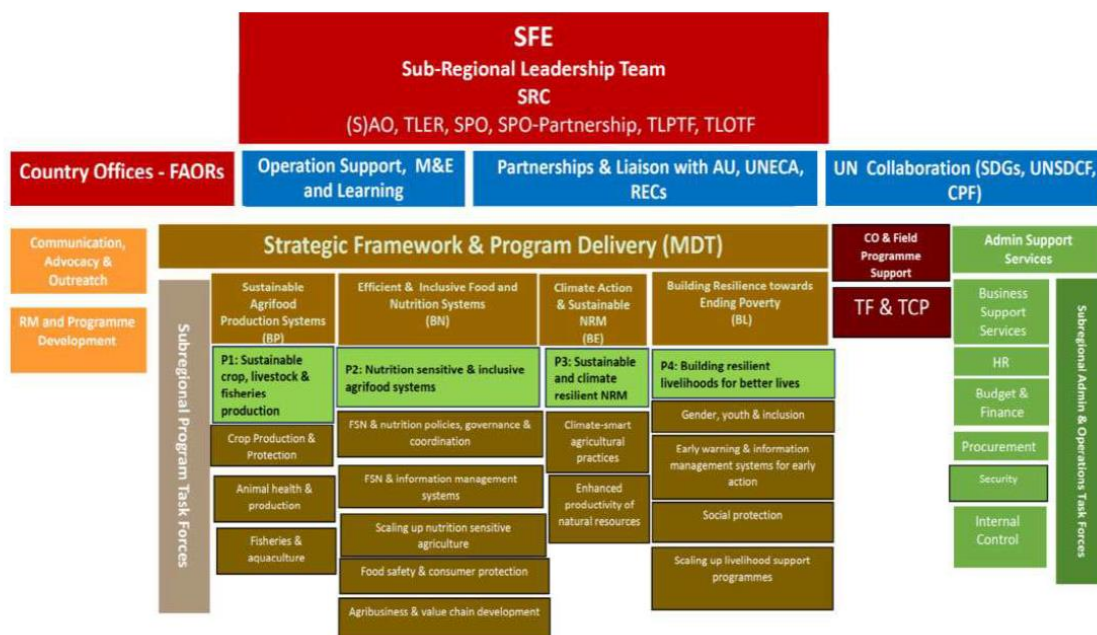 SFE
Sub-Regional Leadership Team
SRC
(S)AO, TLER, SPO, SPO-Partnership, TLPTF, TLOTF
Country Offices - FAORs
Operation Support, M&E
and Learning
Partnerships & Liaison with AU, UNECA,
RECs
UN Collaboration (SDGs, UNSDCF,
CPF)
Communication,
Advocacy &
Outreach
RM and Programme
Development
Strategic Framework & Program Delivery (MDT)
Subregional Program Task Forces
Sustainable
Agrifood
Production Systems
(BP)
P1: Sustainable
crop, livestock &
fisheries
production
Crop Production &
Protection
Animal health &
production
Fisheries &
aquaculture
Efficient & Inclusive Food and
Nutrition Systems
(BN)
P2: Nutrition sensitive & inclusive
agrifood systems
FSN & nutrition policies, governance &
coordination
FSN & information management
systems
Scaling up nutrition sensitive
agriculture
Food safety & consumer protection
Agribusiness & value chain development
Climate Action
& Sustainable
NRM
(BE)
P3: Sustainable
and climate
resilient NRM
Climate-smart
agricultural
practices
Enhanced
productivity of
natural resources
Building Resilience towards
Ending Poverty
(BL)
P4: Building resilient
livelihoods for better lives
Gender, youth & inclusion
Early warning & information
management systems for early
action
Social protection
Scaling up livelihood support
programmes
CO & Field
Programme
Support
TF & TCP
Admin Support
Services
Business
Support
Services
HR
Budget &
Finance
Procurement
Security
Internal
Control
Subregional Admin & Operations Task Forces